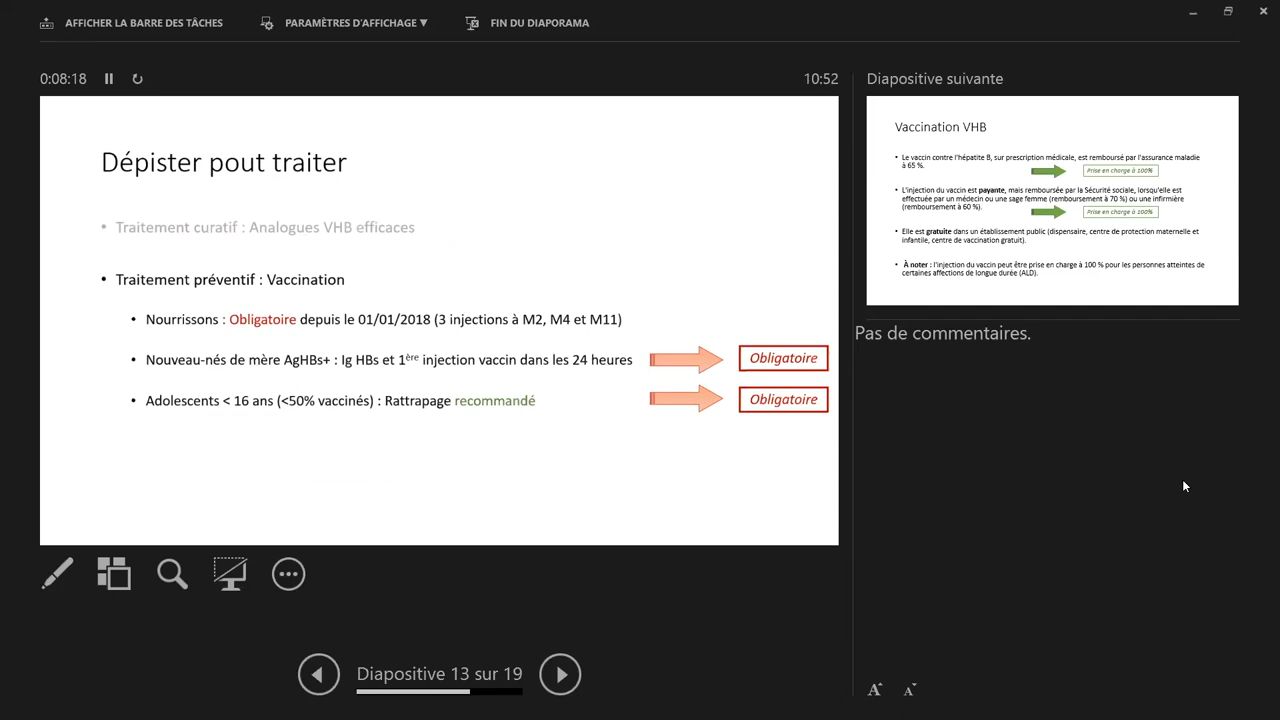 AFFICHER LA BARRE DES TÂCHES PARAMÈTRES D'AFFICHAGE ▼ FIN DU DIAPORAMA
0:08:18 10:52 Diapositive suivante
Dépister pout traiter
• Traitement curatif : Analogues VHB efficaces
• Traitement préventif : Vaccination
• Nourrissons : Obligatoire depuis le 01/01/2018 (3 injections à M2, M4 et M11)
• Nouveau-nés de mère AgHBs+ : Ig HBs et 1ère injection vaccin dans les 24 heures Obligatoire
• Adolescents < 16 ans (<50% vaccinés) : Rattrapage recommandé Obligatoire
Vaccination VHB
• Le vaccin contre l'hépatite B, sur prescription médicale, est remboursé par l'assurance maladie
à 65 %.
Prise en charge à 100%
• L'injection du vaccin est payante, mais remboursée par la Sécurité sociale, lorsqu'elle est
effectuée par un médecin ou une sage femme (remboursement à 70 %) ou une infirmière
(remboursement à 60 %).
Prise en charge à 100%
• Elle est gratuite dans un établissement public (dispensaire, centre de protection maternelle et
infantile, centre de vaccination gratuit).
• À noter : l'injection du vaccin peut être prise en charge à 100 % pour les personnes atteintes de
certaines affections de longue durée (ALD).
Pas de commentaires.
Diapositive 13 sur 19
A A